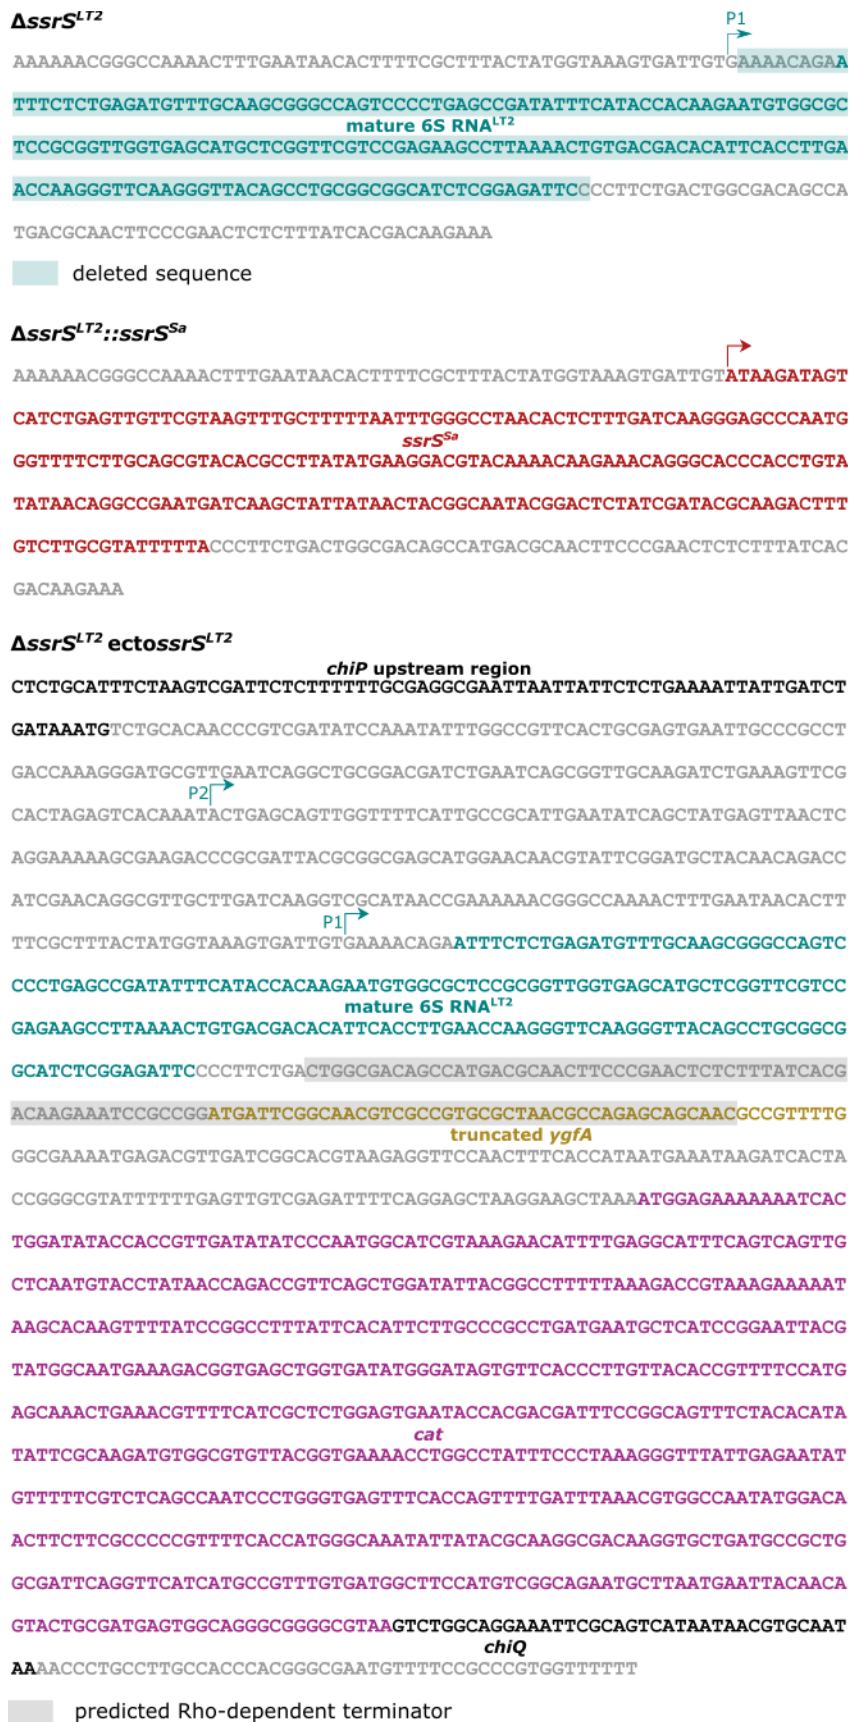 ΔssrS^LT2
P1
AAAAAACGGGCCAAAACTTTGAATAACACTTTTCGCTTTACTATGGTAAAGTGATTGTGAAAACAGAA
TTTCTCTGAGATGTTTGCAAGCGGGCCAGTCCCCTGAGCCGATATTTCATACCACAAGAATGTGGCGC
mature 6S RNA^LT2
TCCGCGGTTGGTGAGCATGCTCGGTTCGTCCGAGAAGCCTTAAAACTGTGACGACACATTCACCTTGA
ACCAAGGGTTCAAGGGTTACAGCCTGCGGCGGCATCTCGGAGATTCCCCTTCTGACTGGCGACAGCCA
TGACGCAACTTCCCGAACTCTCTTTATCACGACAAGAAA
deleted sequence
ΔssrS^LT2::ssrS^Sa
AAAAAACGGGCCAAAACTTTGAATAACACTTTTCGCTTTACTATGGTAAAGTGATTGTATAAGATAGT
CATCTGAGTTGTTCGTAAGTTTGCTTTTTAATTTGGGCCTAACACTCTTTGATCAAGGGAGCCCAATG
ssrS^Sa
GGTTTTCTTGCAGCGTACACGCCTTATATGAAGGACGTACAAAACAAGAAACAGGGCACCCACCTGTA
TATAACAGGCCGAATGATCAAGCTATTATAACTACGGCAATACGGACTCTATCGATACGCAAGACTTT
GTCTTGCGTATTTTTACCCTTCTGACTGGCGACAGCCATGACGCAACTTCCCGAACTCTCTTTATCAC
GACAAGAAA
ΔssrS^LT2 ectossrS^LT2
chiP upstream region
CTCTGCATTTCTAAGTCGATTCTCTTTTTTGCGAGGCGAATTAATTATTCTCTGAAAATTATTGATCT
GATAAATGTCTGCACAACCCGTCGATATCCAAATATTTGGCCGTTCACTGCGAGTGAATTGCCCGCCT
GACCAAAGGGATGCGTTGAATCAGGCTGCGGACGATCTGAATCAGCGGTTGCAAGATCTGAAAGTTCG
P2
CACTAGAGTCACAAATACTGAGCAGTTGGTTTTCATTGCCGCATTGAATATCAGCTATGAGTTAACTC
AGGAAAAAGCGAAGACCCGCGATTACGCGGCGAGCATGGAACAACGTATTCGGATGCTACAACAGACC
ATCGAACAGGCGTTGCTTGATCAAGGTCGCATAACCGAAAAAACGGGCCAAAACTTTGAATAACACTT
P1
TTCGCTTTACTATGGTAAAGTGATTGTGAAAACAGAATTTCTCTGAGATGTTTGCAAGCGGGCCAGTC
CCCTGAGCCGATATTTCATACCACAAGAATGTGGCGCTCCGCGGTTGGTGAGCATGCTCGGTTCGTCC
mature 6S RNA^LT2
GAGAAGCCTTAAAACTGTGACGACACATTCACCTTGAACCAAGGGTTCAAGGGTTACAGCCTGCGGCG
GCATCTCGGAGATTCCCCTTCTGACTGGCGACAGCCATGACGCAACTTCCCGAACTCTCTTTATCACG
ACAAGAAATCCGCCGGATGATTCGGCAACGTCGCCGTGCGCTAACGCCAGAGCAGCAACGCCGTTTTG
truncated ygfA
GGCGAAAATGAGACGTTGATCGGCACGTAAGAGGTTCCAACTTTCACCATAATGAAATAAGATCACTA
CCGGGCGTATTTTTTGAGTTGTCGAGATTTTCAGGAGCTAAGGAAGCTAAAATGGAGAAAAAAATCAC
TGGATATACCACCGTTGATATATCCCAATGGCATCGTAAAGAACATTTTGAGGCATTTCAGTCAGTTG
CTCAATGTACCTATAACCAGACCGTTCAGCTGGATATTACGGCCTTTTTAAAGACCGTAAAGAAAAAT
AAGCACAAGTTTTATCCGGCCTTTATTCACATTCTTGCCCGCCTGATGAATGCTCATCCGGAATTACG
TATGGCAATGAAAGACGGTGAGCTGGTGATATGGGATAGTGTTCACCCTTGTTACACCGTTTTCCATG
AGCAAACTGAAACGTTTTCATCGCTCTGGAGTGAATACCACGACGATTTCCGGCAGTTTCTACACATA
cat
TATTCGCAAGATGTGGCGTGTTACGGTGAAAACCTGGCCTATTTCCCTAAAGGGTTTATTGAGAATAT
GTTTTTCGTCTCAGCCAATCCCTGGGTGAGTTTCACCAGTTTTGATTTAAACGTGGCCAATATGGACA
ACTTCTTCGCCCCCGTTTTCACCATGGGCAAATATTATACGCAAGGCGACAAGGTGCTGATGCCGCTG
GCGATTCAGGTTCATCATGCCGTTTGTGATGGCTTCCATGTCGGCAGAATGCTTAATGAATTACAACA
GTACTGCGATGAGTGGCAGGGCGGGGCGTAAGTCTGGCAGGAAATTCGCAGTCATAATAACGTGCAAT
chiQ
AAAACCCTGCCTTGCCACCCACGGGCGAATGTTTTCCGCCCGTGGTTTTTT
predicted Rho-dependent terminator